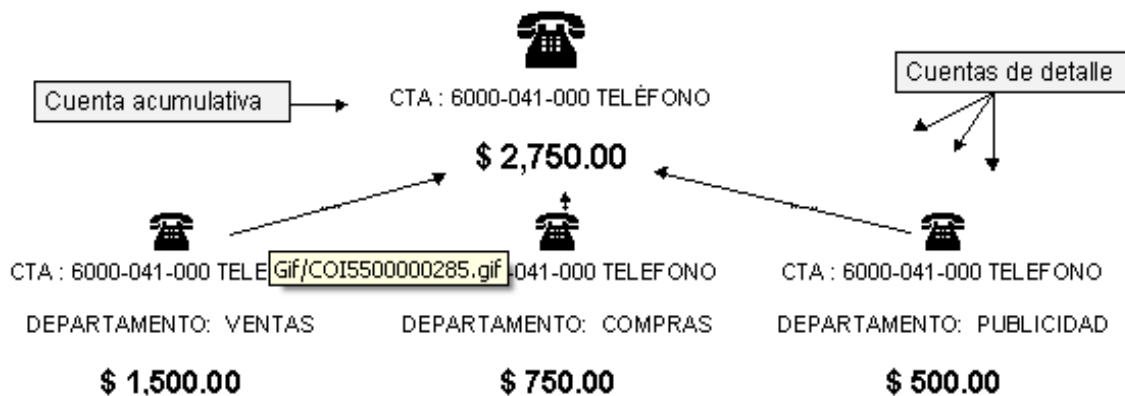 Cuenta acumulativa
Cuentas de detalle
CTA : 6000-041-000 TELÉFONO
$ 2,750.00
CTA : 6000-041-000 TELE
Gif/COI5500000285.gif
-041-000 TELEFONO
CTA : 6000-041-000 TELEFONO
DEPARTAMENTO: VENTAS
DEPARTAMENTO: COMPRAS
DEPARTAMENTO: PUBLICIDAD
$ 1,500.00
$ 750.00
$ 500.00